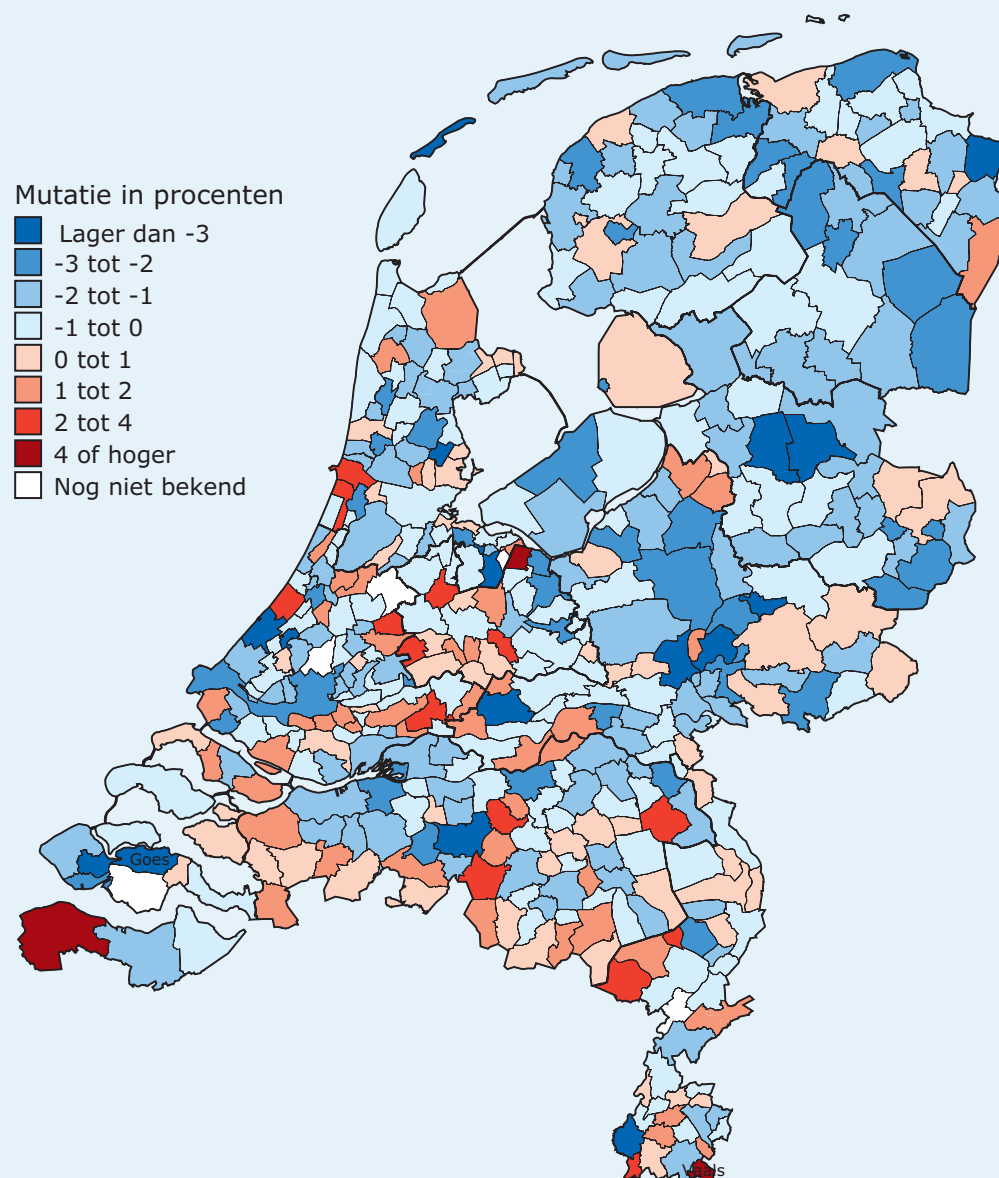 Mutatie in procenten
Lager dan -3
-3 tot -2
-2 tot -1
-1 tot 0
0 tot 1
1 tot 2
2 tot 4
4 of hoger
Nog niet bekend
Goes
Vaals